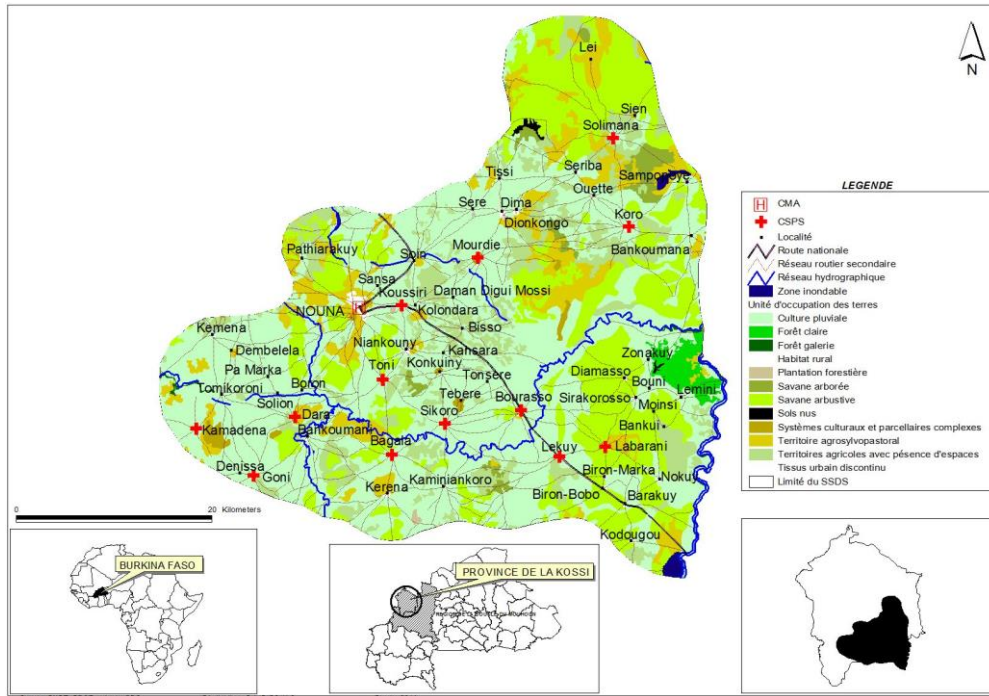 N
Lei
Sien
Solimana
Seriba
Sampopoye
Tissi
Ouette
Sere
Dima
Dionkongo
Koro
Bankoumana
Pathiarakuy
Soin
Mourdie
Sansa
Koussiri
Daman Digui Mossi
NOUNA
H
Kolondara
Kemena
Bisso
Niankouny
Kansara
Zonakuy
Dembelela
Toni
Konkuiny
Diamasso
Pa Marka
Tonsere
Bouni
Lemini
Tomikoroni
Boron
Tebere
Bourasso
Sirakorosso
Moinsi
Solion
Dara
Sikoro
Bankui
Kamadena
Bankoumani
Bagala
Lekuy
Labarani
Denissa
Goni
Biron-Marka
Nokuy
Kerena
Kaminiankoro
Biron-Bobo
Barakuy
Kodougou
20 Kilometers
LEGENDE
H CMA
CSPS
Localité
Route nationale
Réseau routier secondaire
Réseau hydrographique
Zone inondable
Unité d'occupation des terres
Culture pluviale
Forêt claire
Forêt galerie
Habitat rural
Plantation forestière
Savane arborée
Savane arbustive
Sols nus
Systèmes culturaux et parcellaires complexes
Territoire agrosylvopastoral
Territoires agricoles avec pésence d'espaces
Tissus urbain discontinu
Limité du SSDS
BURKINA FASO
PROVINCE DE LA KOSSI